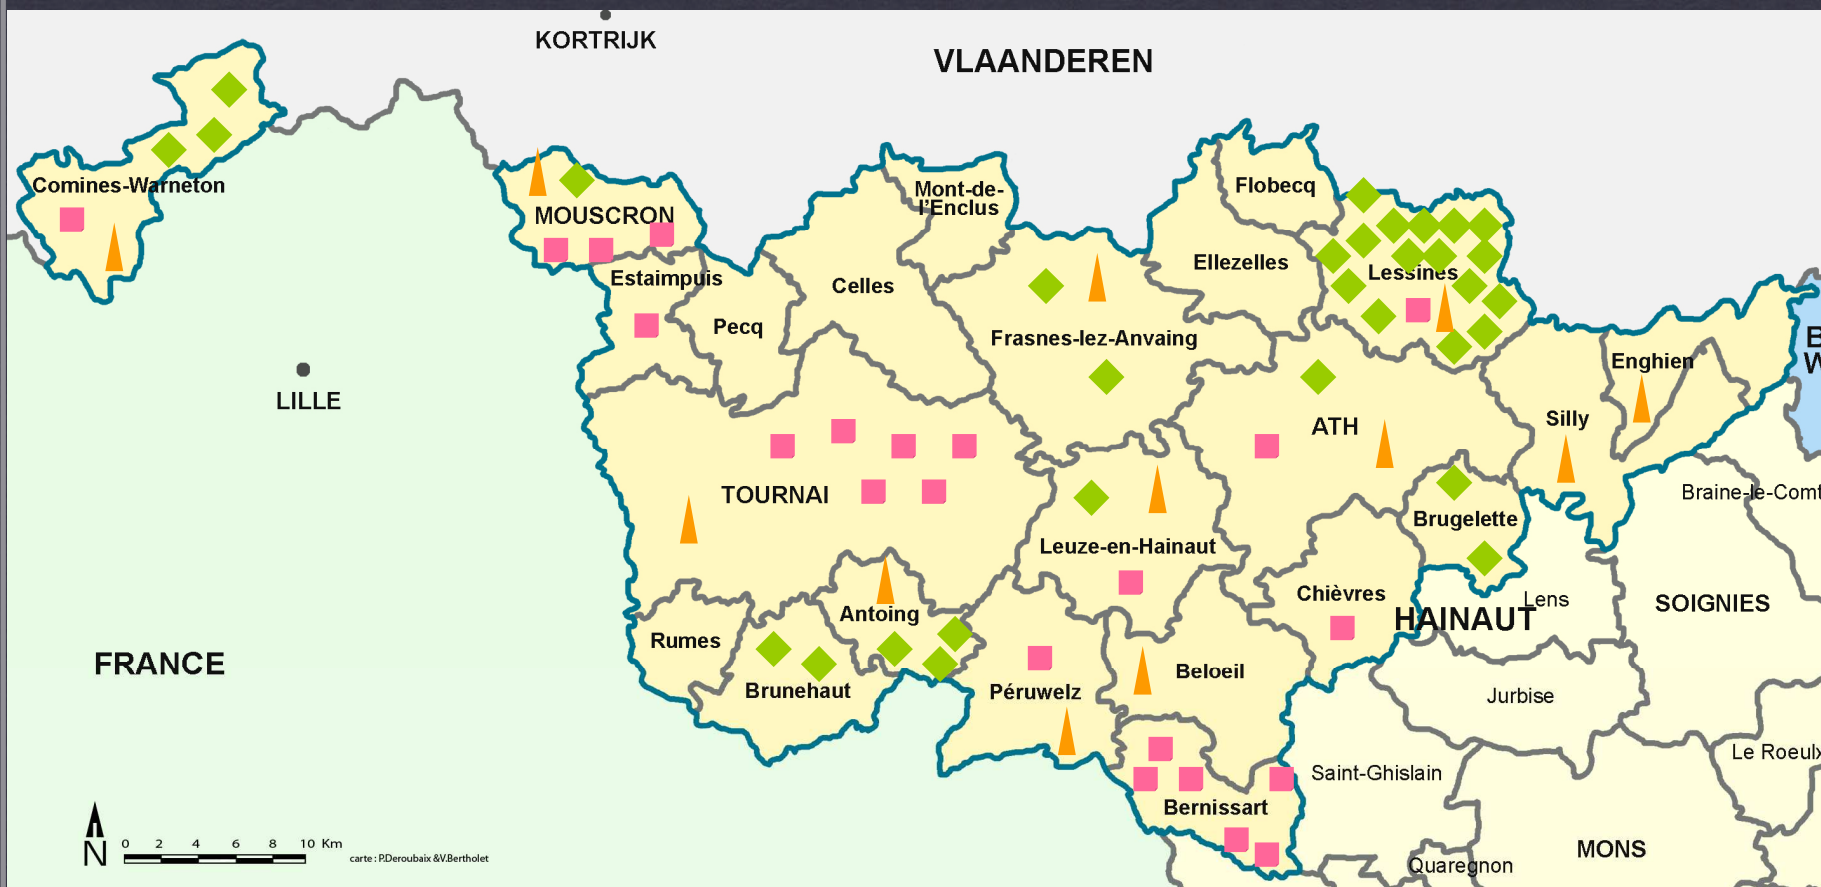 KORTRIJK
VLAANDEREN
Comines-Warneton
MOUSCRON
Mont-de-
l'Enclus
Flobecq
Estaimpuis
Celles
Ellezelles
Lessines
Pecq
Frasnes-lez-Anvaing
Enghien
B
W
LILLE
ATH
Silly
TOURNAI
Braine-le-Comt
Brugelette
Leuze-en-Hainaut
Chièvres
Lens
HAINAUT
SOIGNIES
Antoing
Rumes
FRANCE
Brunehaut
Péruwelz
Beloeil
Jurbise
Saint-Ghislain
Le Roeulx
Bernissart
MONS
Quaregnon
N
0 2 4 6 8 10 Km
carte : P.Deroubaix &V.Bertholet